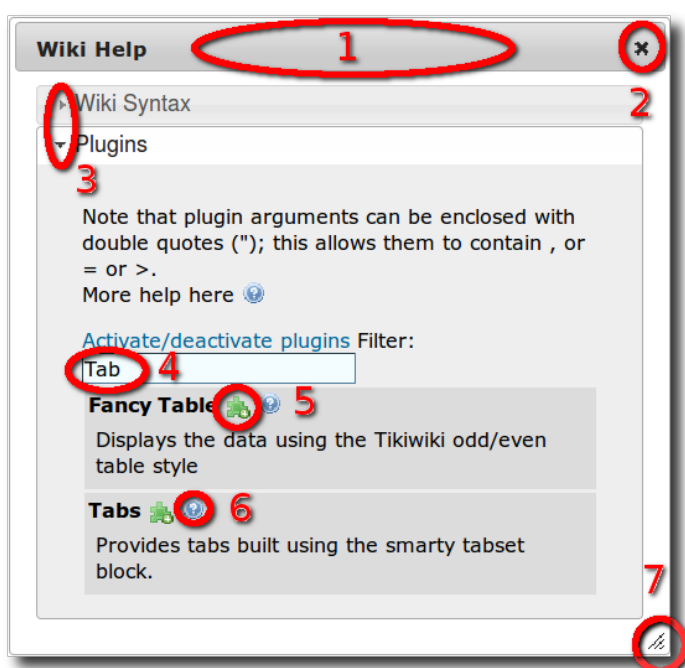 Wiki Help 1
2
Wiki Syntax
Plugins
3
Note that plugin arguments can be enclosed with
double quotes ("); this allows them to contain , or
= or >.
More help here
Activate/deactivate plugins Filter:
Tab 4
Fancy Table 5
Displays the data using the Tikiwiki odd/even
table style
Tabs 6
Provides tabs built using the smarty tabset
block.
7